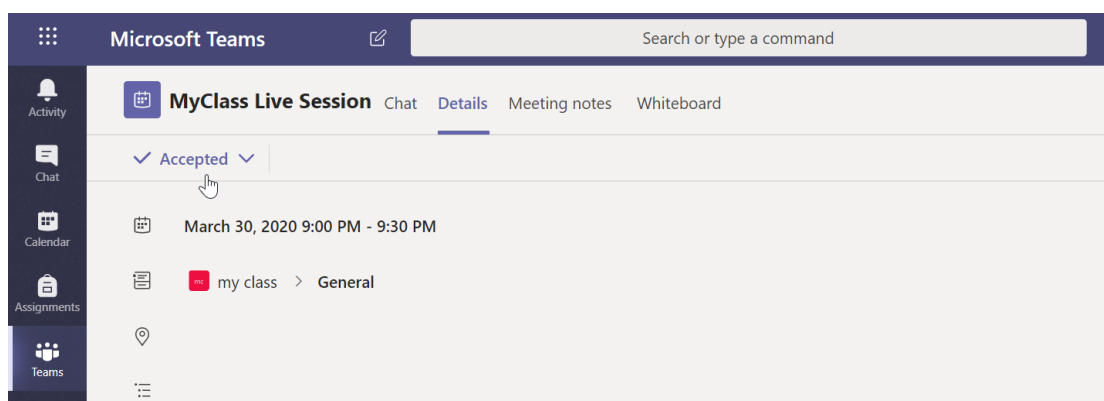 Microsoft Teams
Search or type a command
Activity
Chat
Calendar
Assignments
Teams
MyClass Live Session Chat Details Meeting notes Whiteboard
Accepted
March 30, 2020 9:00 PM - 9:30 PM
mc my class > General